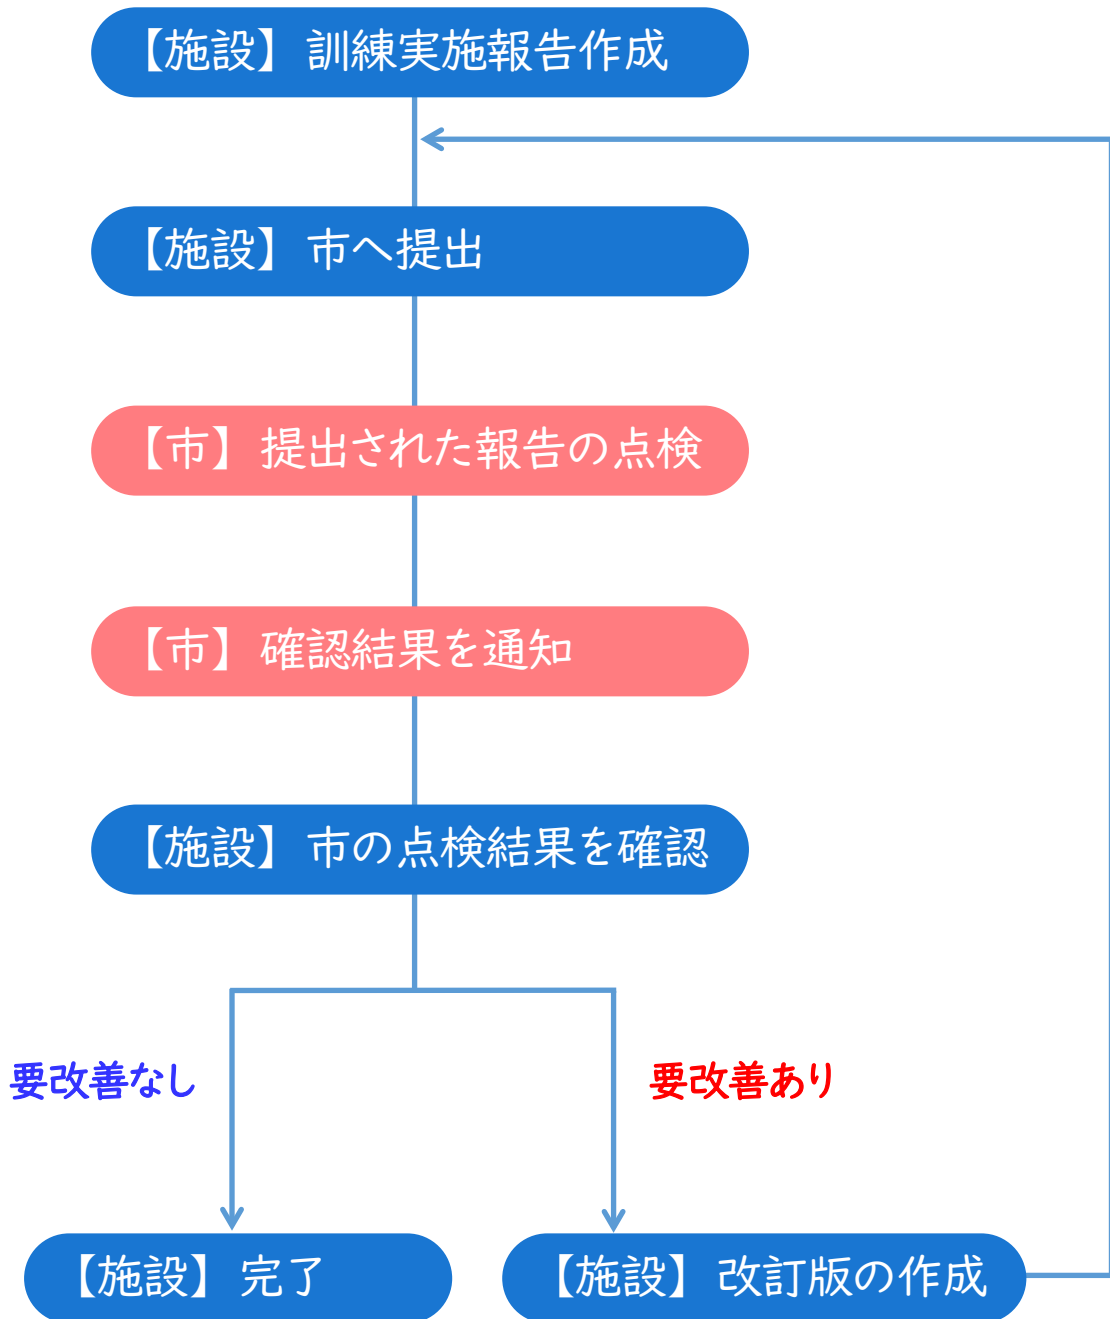 【施設】訓練実施報告作成
【施設】市へ提出
【市】提出された報告の点検
【市】確認結果を通知
【施設】市の点検結果を確認
要改善なし
要改善あり
【施設】完了
【施設】改訂版の作成